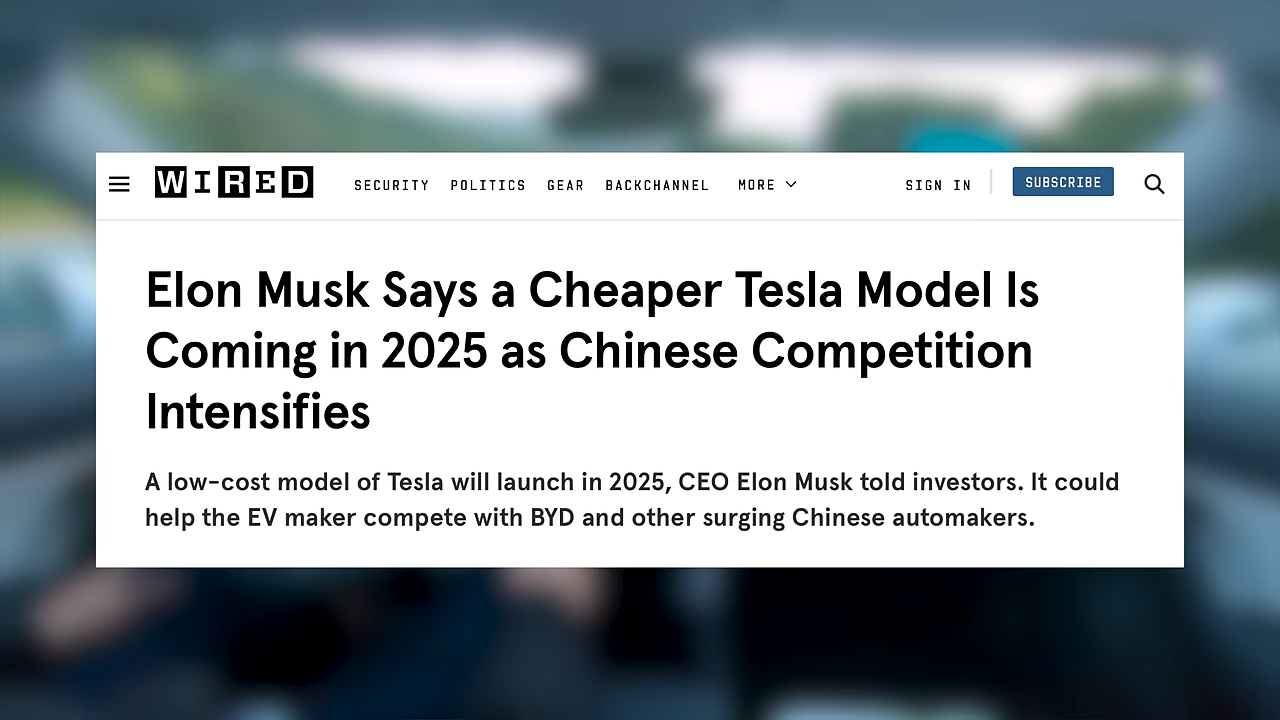 WIRED SECURITY POLITICS GEAR BACKCHANNEL MORE SIGN IN SUBSCRIBE
Elon Musk Says a Cheaper Tesla Model Is
Coming in 2025 as Chinese Competition
Intensifies
A low-cost model of Tesla will launch in 2025, CEO Elon Musk told investors. It could
help the EV maker compete with BYD and other surging Chinese automakers.